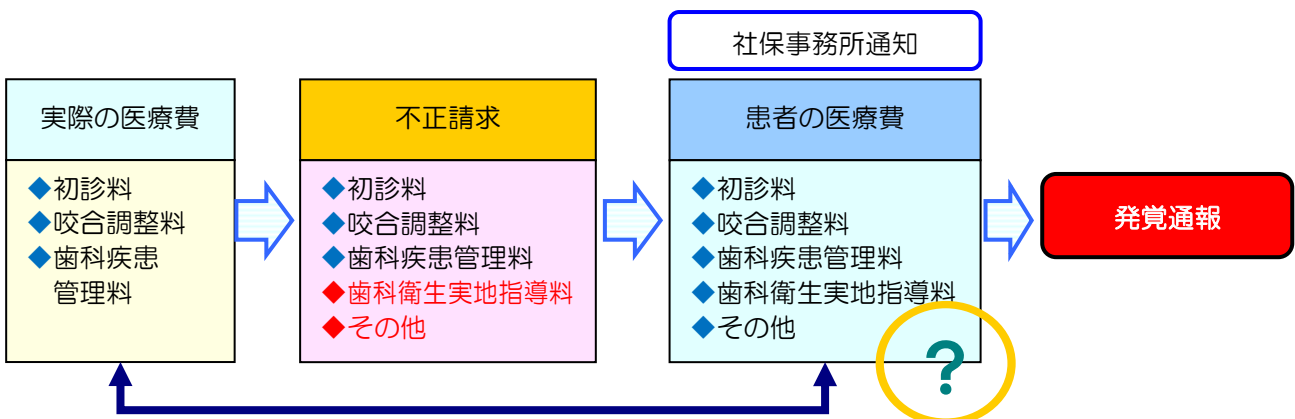 社保事務所通知
実際の医療費
◆初診料
◆咬合調整料
◆歯科疾患
管理料
不正請求
◆初診料
◆咬合調整料
◆歯科疾患管理料
◆歯科衛生実地指導料
◆その他
患者の医療費
◆初診料
◆咬合調整料
◆歯科疾患管理料
◆歯科衛生実地指導料
◆その他
?
発覚通報